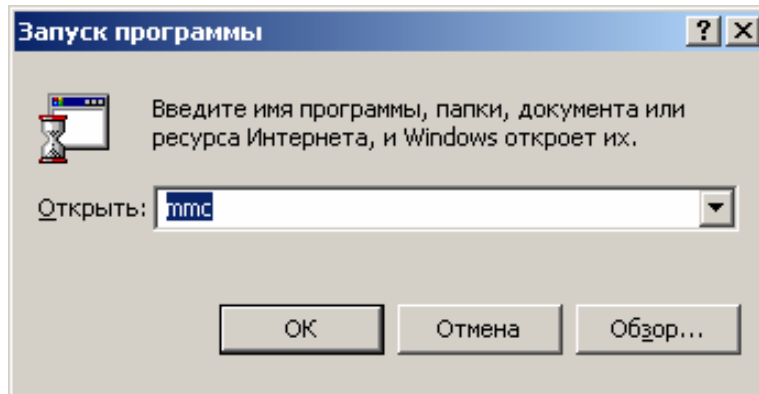 Запуск программы
Введите имя программы, папки, документа или
ресурса Интернета, и Windows откроет их.
Открыть: mmc
ОК Отмена Обзор...